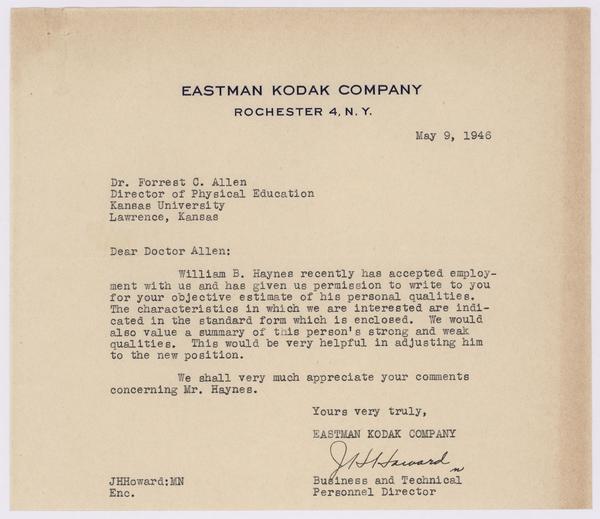 EASTMAN KODAK COMPANY
ROCHESTER 4, N. Y.
May 9, 1946
Dr. Forrest C. Allen
Director of Physical Education
Kansas University
Lawrence, Kansas
Dear Doctor Allen:
William B. Haynes recently has accepted employ-
ment with us and has given us permission to write to you
for your objective estimate of his personal qualities.
The characteristics in which we are interested are indi-
cated in the standard form which is enclosed. We would
also value a summary of this person's strong and weak
qualities. This would be very helpful in adjusting him
to the new position.
We shall very much appreciate your comments
concerning Mr. Haynes.
Yours very truly,
EASTMAN KODAK COMPANY
JHHoward
JHHoward:MN
Business and Technical
Enc.
Personnel Director